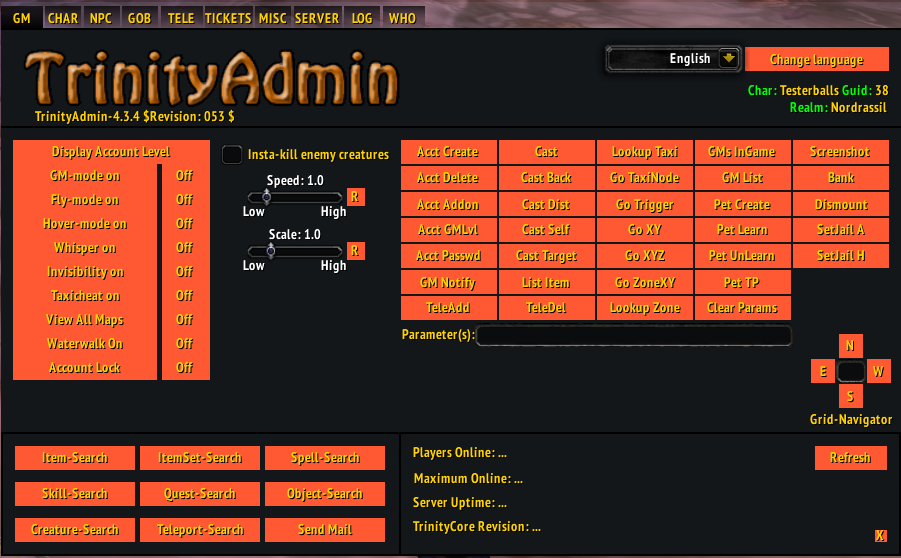 GM CHAR NPC GOB TELE TICKETS MISC SERVER LOG WHO
TrinityAdmin
TrinityAdmin-4.3.4 $Revision: 053 $
English Change language
Char: Testerballs Guid: 38
Realm: Nordrassil
Display Account Level
GM-mode on Off
Fly-mode on Off
Hover-mode on Off
Whisper on Off
Invisibility on Off
Taxicheat on Off
View All Maps Off
Waterwalk On Off
Account Lock Off
Insta-kill enemy creatures
Speed: 1.0
R
Low High
Scale: 1.0
R
Low High
Acct Create Cast Lookup Taxi GMs InGame Screenshot
Acct Delete Cast Back Go TaxiNode GM List Bank
Acct Addon Cast Dist Go Trigger Pet Create Dismount
Acct GMLvl Cast Self Go XY Pet Learn SetJail A
Acct Passwd Cast Target Go XYZ Pet UnLearn SetJail H
GM Notify List Item Go ZoneXY Pet TP
TeleAdd TeleDel Lookup Zone Clear Params
Parameter(s):
N
E W
S
Grid-Navigator
Item-Search ItemSet-Search Spell-Search
Skill-Search Quest-Search Object-Search
Creature-Search Teleport-Search Send Mail
Players Online: ...
Maximum Online: ...
Server Uptime: ...
TrinityCore Revision: ...
Refresh
X